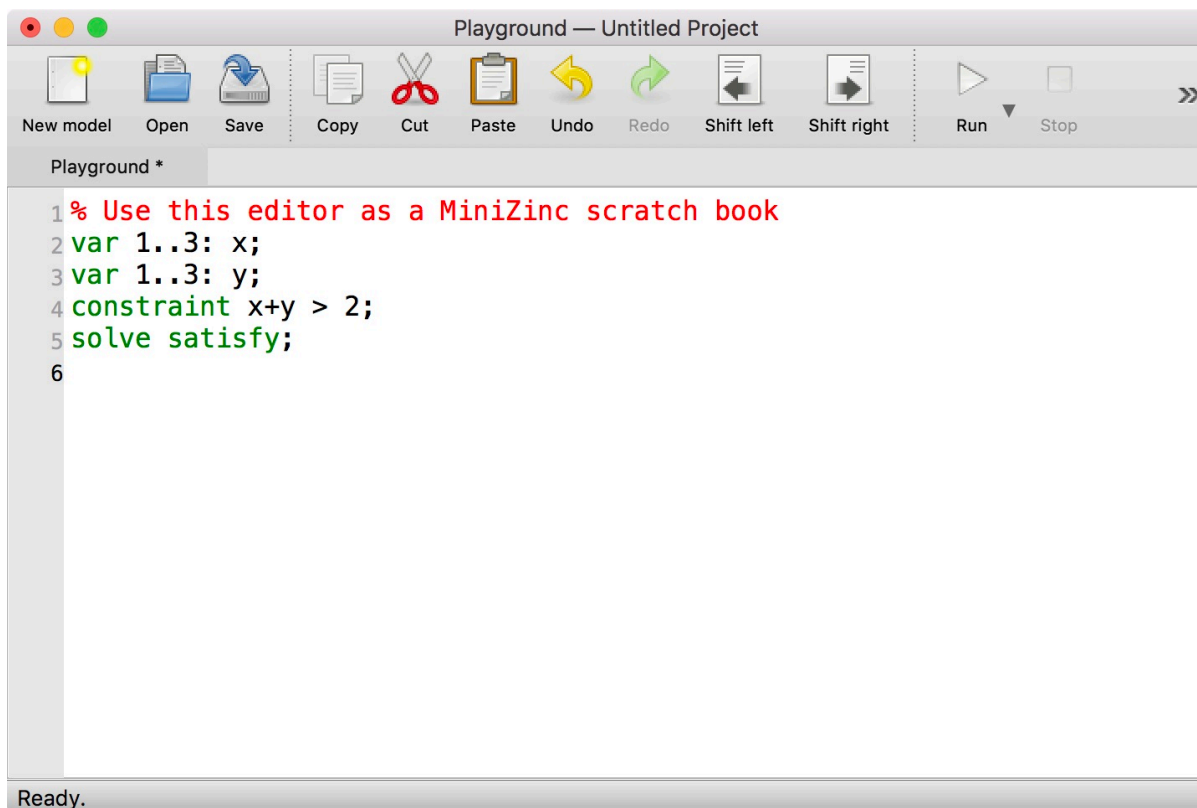 Playground — Untitled Project
New model Open Save Copy Cut Paste Undo Redo Shift left Shift right Run Stop »
Playground *
1 % Use this editor as a MiniZinc scratch book
2 var 1..3: x;
3 var 1..3: y;
4 constraint x+y > 2;
5 solve satisfy;
6
Ready.